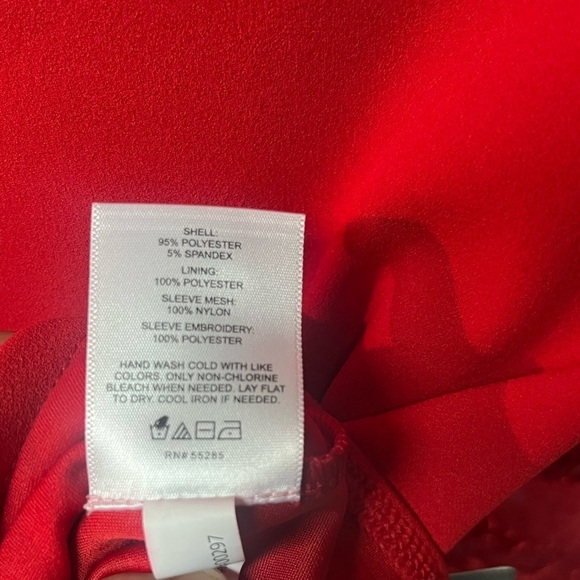 SHELL:
95% POLYESTER
5% SPANDEX
LINING:
100% POLYESTER
SLEEVE MESH:
100% NYLON
SLEEVE EMBROIDERY:
100% POLYESTER
HAND WASH COLD WITH LIKE
COLORS. ONLY NON-CHLORINE
BLEACH WHEN NEEDED. LAY FLAT
TO DRY. COOL IRON IF NEEDED.
RN# 55285